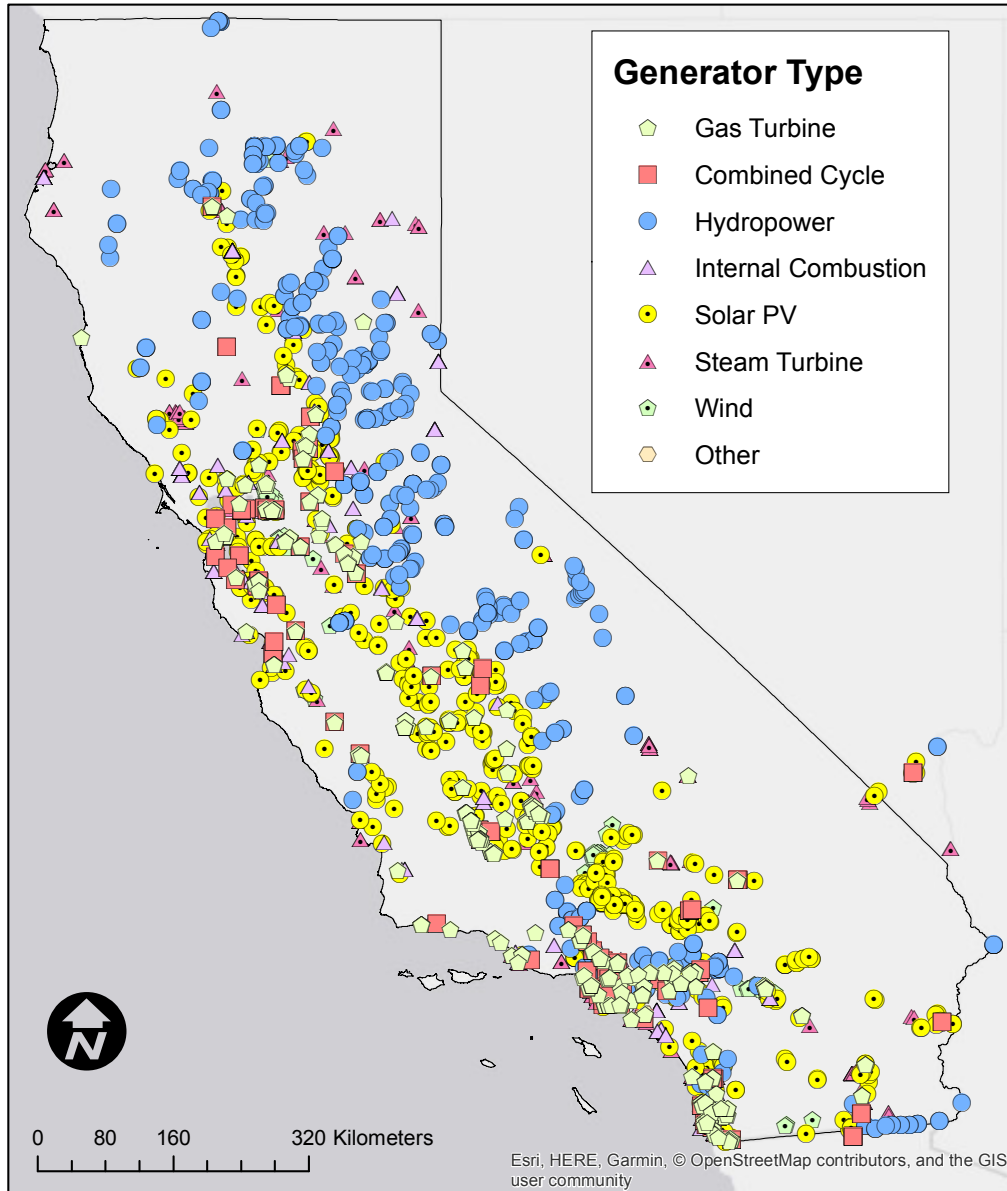 Generator Type
Gas Turbine
Combined Cycle
Hydropower
Internal Combustion
Solar PV
Steam Turbine
Wind
Other
N
0 80 160 320 Kilometers
Esri, HERE, Garmin, © OpenStreetMap contributors, and the GIS
user community